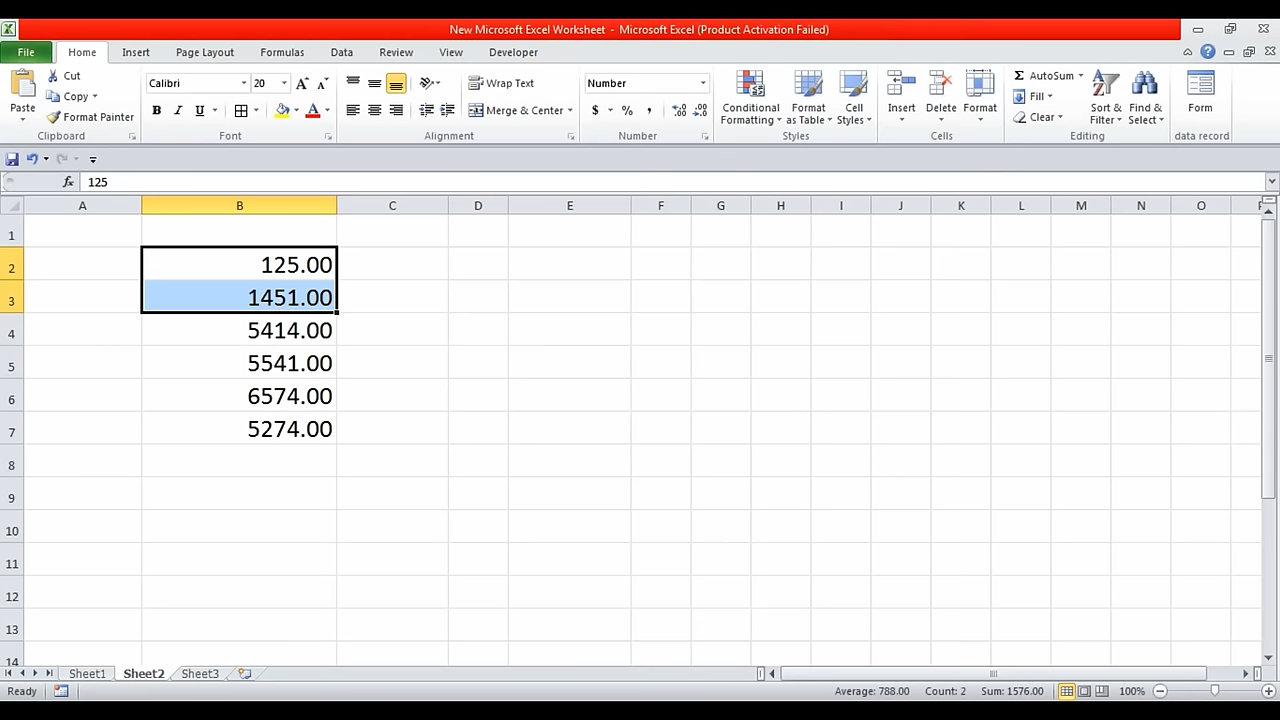 New Microsoft Excel Worksheet - Microsoft Excel (Product Activation Failed)
File Home Insert Page Layout Formulas Data Review View Developer
Paste
Cut
Copy
Format Painter
Clipboard
Calibri 20
B I U
Font
Wrap Text
Merge & Center
Alignment
Number
$ % ,
Number
Conditional Formatting
Format as Table
Cell Styles
Styles
Insert
Delete
Format
Cells
Σ AutoSum
Fill
Clear
Sort & Filter
Find & Select
Editing
Form
data record
fx 125
A B C D E F G H I J K L M N O
1
2 125.00
3 1451.00
4 5414.00
5 5541.00
6 6574.00
7 5274.00
8
9
10
11
12
13
14
Sheet1 Sheet2 Sheet3
Ready Average: 788.00 Count: 2 Sum: 1576.00 100%